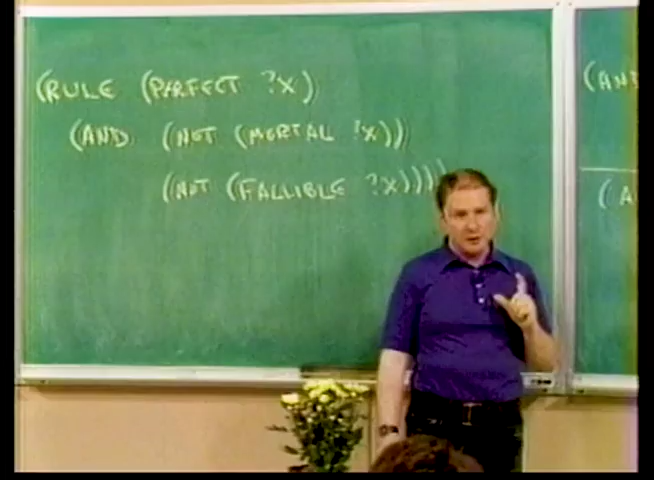 (RULE (PERFECT ?X)
(AND (NOT (MORTAL ?X))
(NOT (FALLIBLE ?X))))
(AND
(A